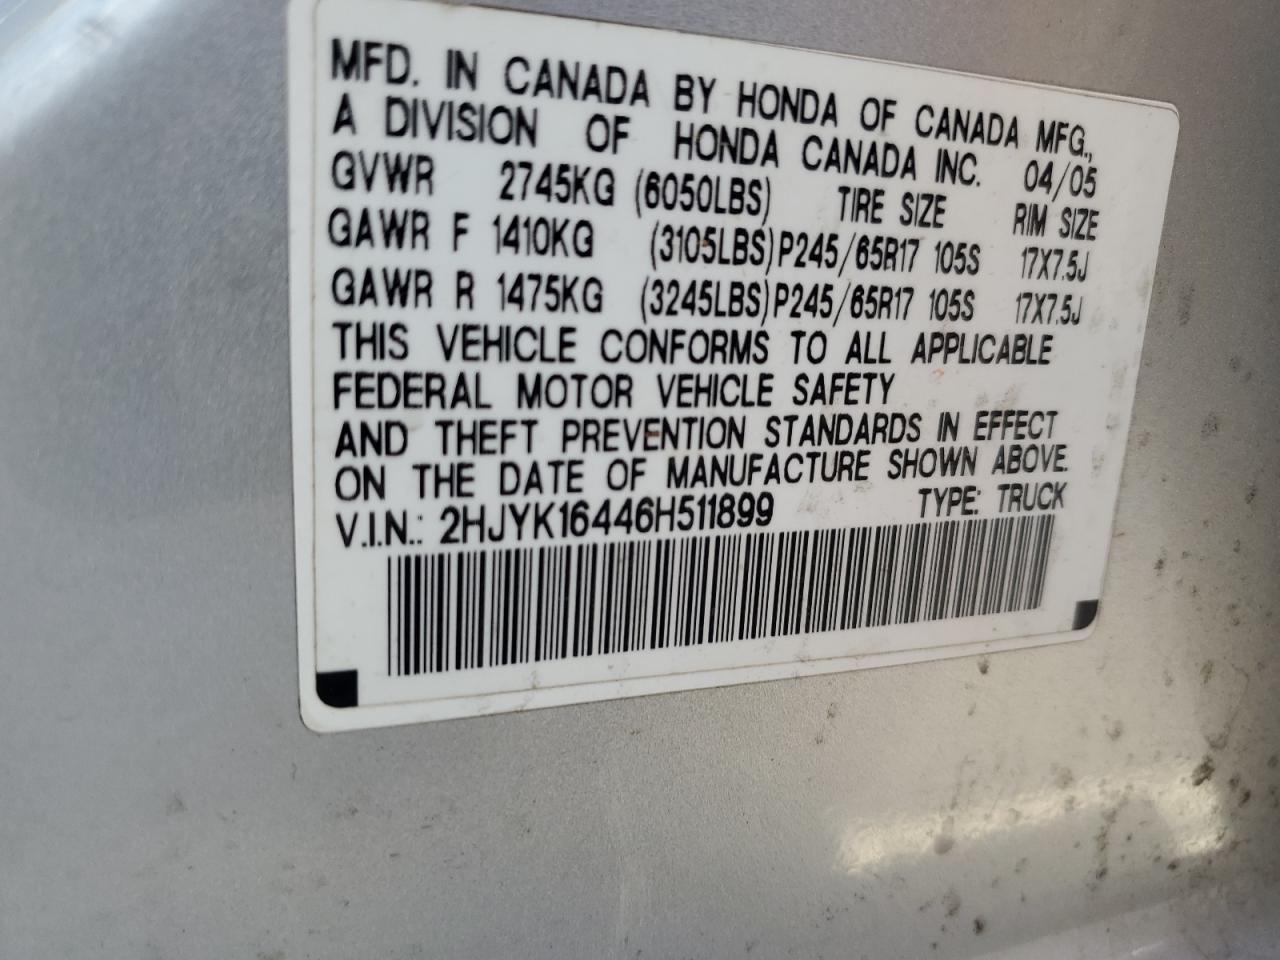 MFD. IN CANADA BY HONDA OF CANADA MFG.,
A DIVISION OF HONDA CANADA INC. 04/05
GVWR 2745KG (6050LBS) TIRE SIZE RIM SIZE
GAWR F 1410KG (3105LBS) P245/65R17 105S 17X7.5J
GAWR R 1475KG (3245LBS) P245/65R17 105S 17X7.5J
THIS VEHICLE CONFORMS TO ALL APPLICABLE
FEDERAL MOTOR VEHICLE SAFETY
AND THEFT PREVENTION STANDARDS IN EFFECT
ON THE DATE OF MANUFACTURE SHOWN ABOVE.
V.I.N.: 2HJYK16446H511899 TYPE: TRUCK